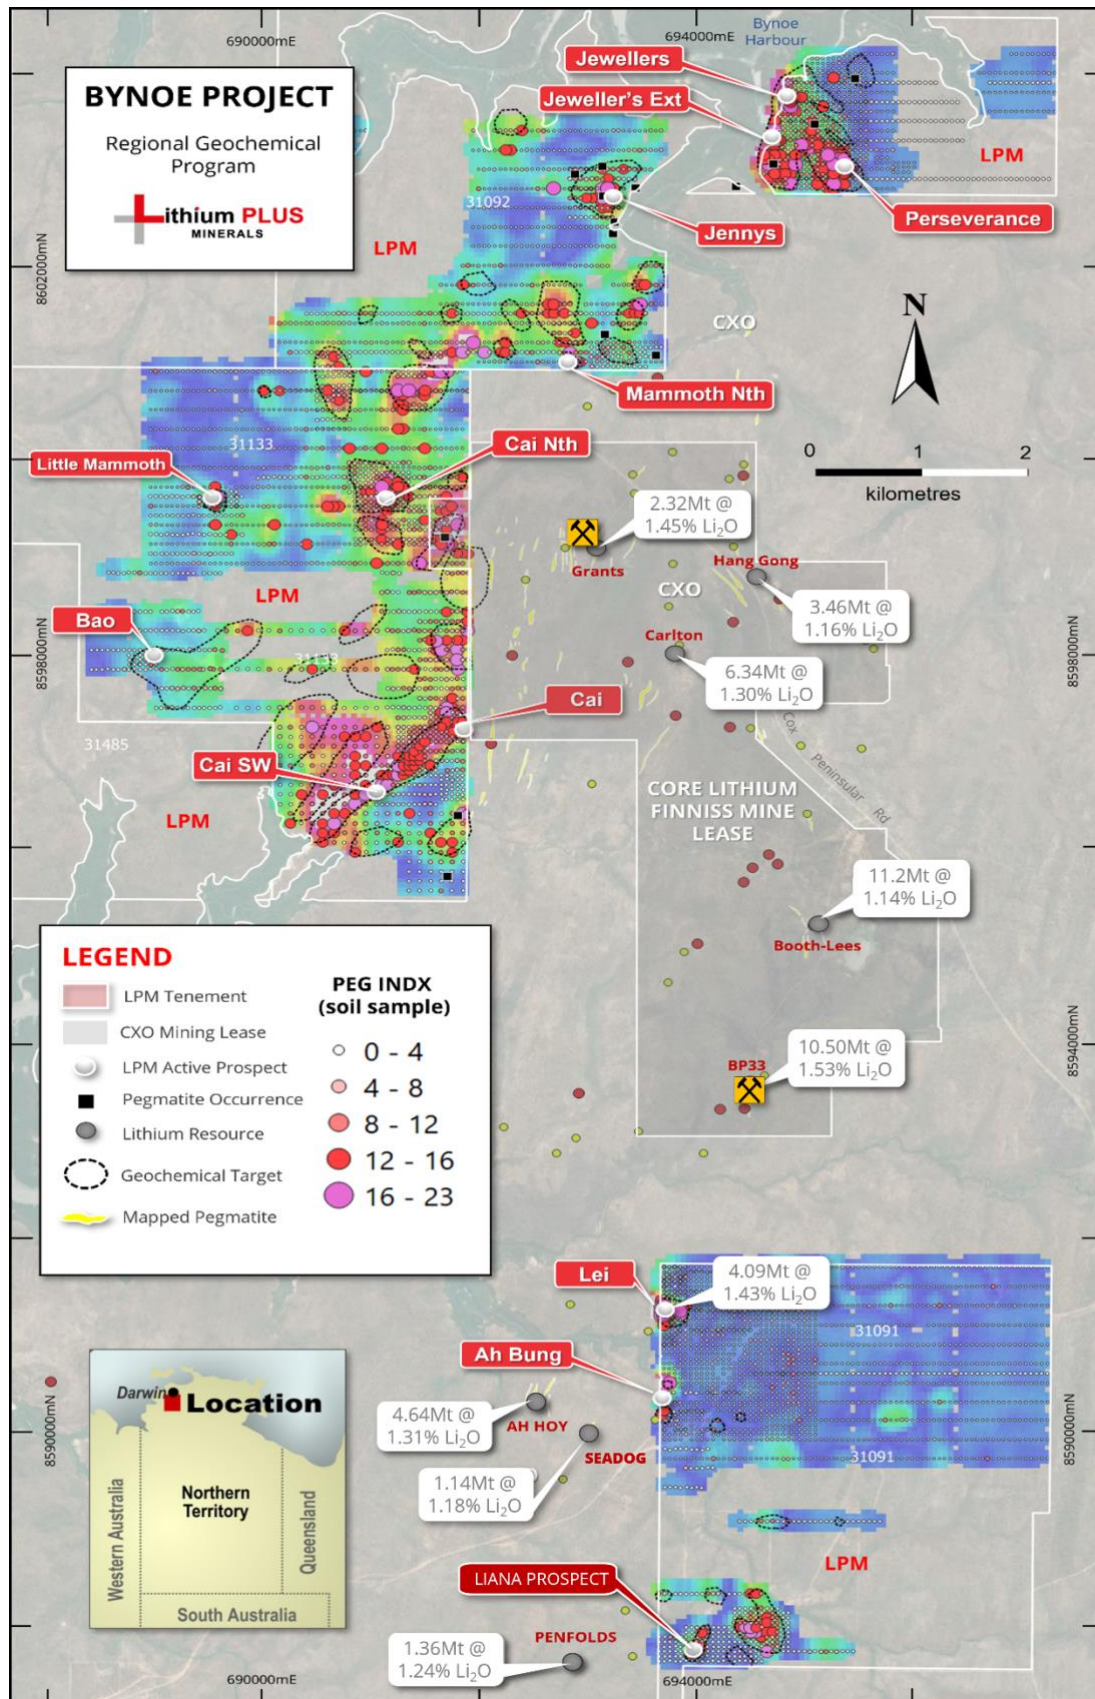 690000mE
694000mE
Bynoe
Harbour
BYNOE PROJECT
Regional Geochemical
Program
Lithium PLUS
MINERALS
Jewellers
Jeweller's Ext
LPM
Perseverance
31092
Jennys
LPM
8602000mN
N
CXO
Mammoth Nth
31133
Cai Nth
Little Mammoth
0 1 2
kilometres
2.32Mt @
1.45% Li₂O
Grants
Hang Gong
CXO
3.46Mt @
1.16% Li₂O
LPM
Bao
Carlton
6.34Mt @
1.30% Li₂O
8598000mN
8598000mN
31133
Cai
31485
Cai SW
LPM
Cox Peninsular Rd
CORE LITHIUM
FINNISS MINE
LEASE
11.2Mt @
1.14% Li₂O
Booth-Lees
LEGEND
LPM Tenement
CXO Mining Lease
LPM Active Prospect
Pegmatite Occurrence
Lithium Resource
Geochemical Target
Mapped Pegmatite
PEG INDX
(soil sample)
0 - 4
4 - 8
8 - 12
12 - 16
16 - 23
8594000mN
BP33
10.50Mt @
1.53% Li₂O
Lei
4.09Mt @
1.43% Li₂O
31091
Ah Bung
4.64Mt @
1.31% Li₂O
AH HOY
SEADOG
1.14Mt @
1.18% Li₂O
31091
8590000mN
8590000mN
Darwin
Location
Northern
Territory
Western Australia
Queensland
South Australia
LPM
LIANA PROSPECT
PENFOLDS
1.36Mt @
1.24% Li₂O
690000mE
694000mE